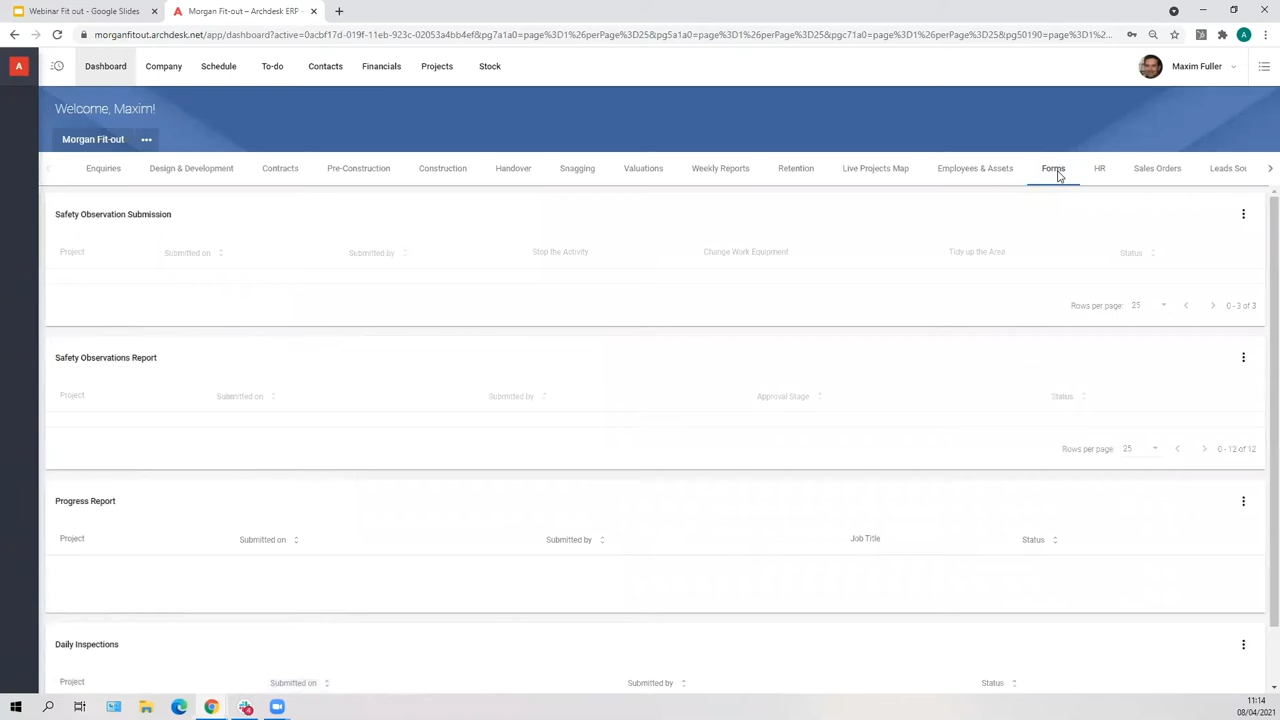 Webinar Fit out - Google Slides
Morgan Fit-out – Archdesk ERP -
morganfitout.archdesk.net/app/dashboard?active=0acbf17d-019f-11eb-923c-02053a4bb4ef&pg7a1a0=page%3D1%26perPage%3D25&pg5a1a0=page%3D1%26perPage%3D25&pgc71a0=page%3D1%26perPage%3D25&pg50190=page%3D1%26perPage%3D25&pg112...
A
A
Dashboard
Company
Schedule
To-do
Contacts
Financials
Projects
Stock
Maxim Fuller
Welcome, Maxim!
Morgan Fit-out
Enquiries
Design & Development
Contracts
Pre-Construction
Construction
Handover
Snagging
Valuations
Weekly Reports
Retention
Live Projects Map
Employees & Assets
Forms
HR
Sales Orders
Leads Sou
Safety Observation Submission
Project
Submitted on
Submitted by
Stop the Activity
Change Work Equipment
Tidy up the Area
Status
Rows per page: 25
0 - 3 of 3
Safety Observations Report
Project
Submitted on
Submitted by
Approval Stage
Status
Rows per page: 25
0 - 12 of 12
Progress Report
Project
Submitted on
Submitted by
Job Title
Status
Daily Inspections
Project
Submitted on
Submitted by
Status
11:14
08/04/2021